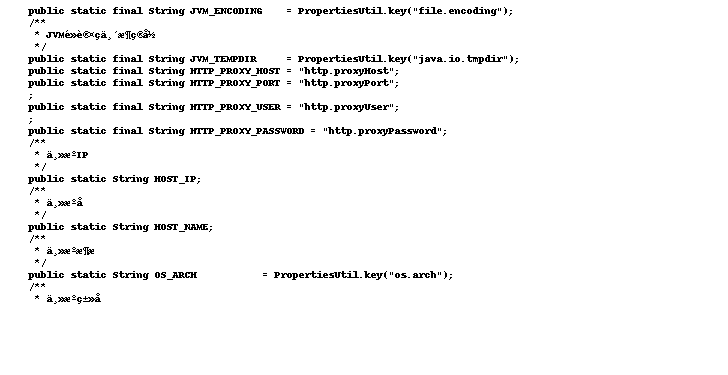 public static final String JVM_ENCODING    = PropertiesUtil.key("file.encoding");
/**
 * JVMé»è®¤çä¸´æ¶ç®å½
 */
public static final String JVM_TEMPDIR     = PropertiesUtil.key("java.io.tmpdir");
public static final String HTTP_PROXY_HOST = "http.proxyHost";
public static final String HTTP_PROXY_PORT = "http.proxyPort";
;
public static final String HTTP_PROXY_USER = "http.proxyUser";
;
public static final String HTTP_PROXY_PASSWORD = "http.proxyPassword";
/**
 * ä¸»æºIP
 */
public static String HOST_IP;
/**
 * ä¸»æºå
 */
public static String HOST_NAME;
/**
 * ä¸»æºæ¶æ
 */
public static String OS_ARCH           = PropertiesUtil.key("os.arch");
/**
 * ä¸»æºç±»å